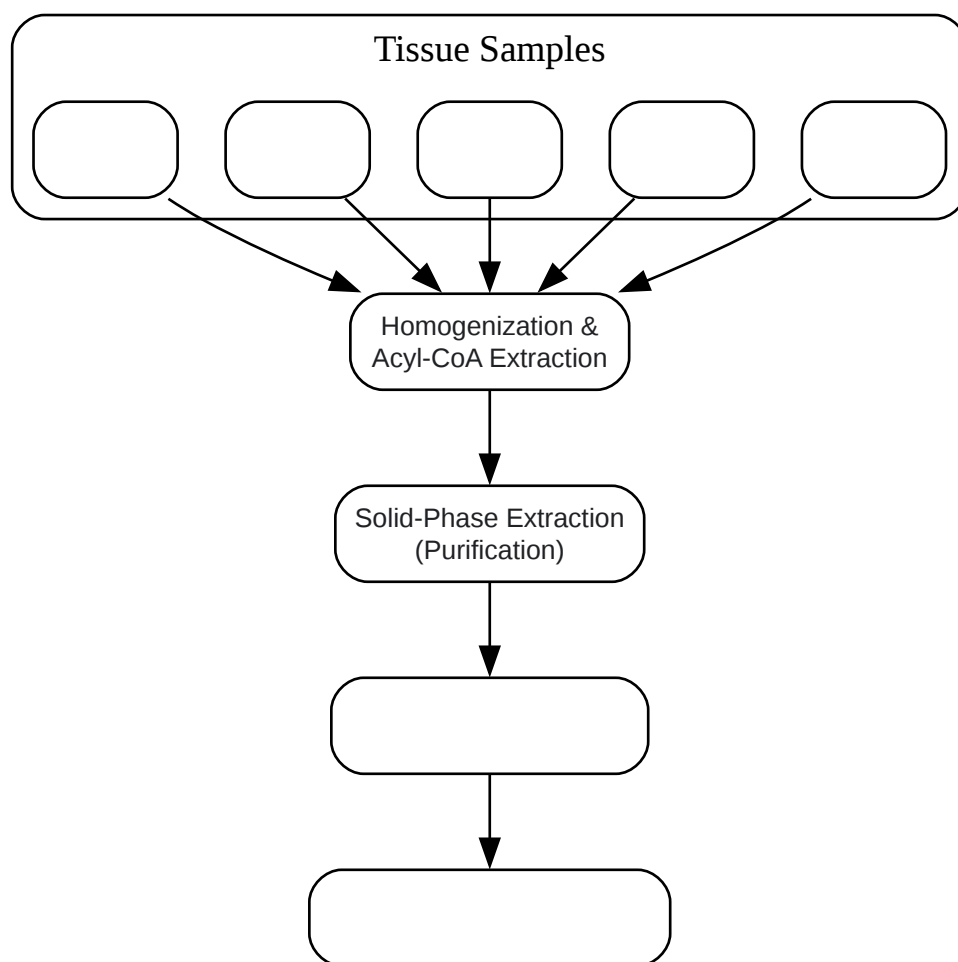 Tissue Samples
Homogenization &
Acyl-CoA Extraction
Solid-Phase Extraction
(Purification)